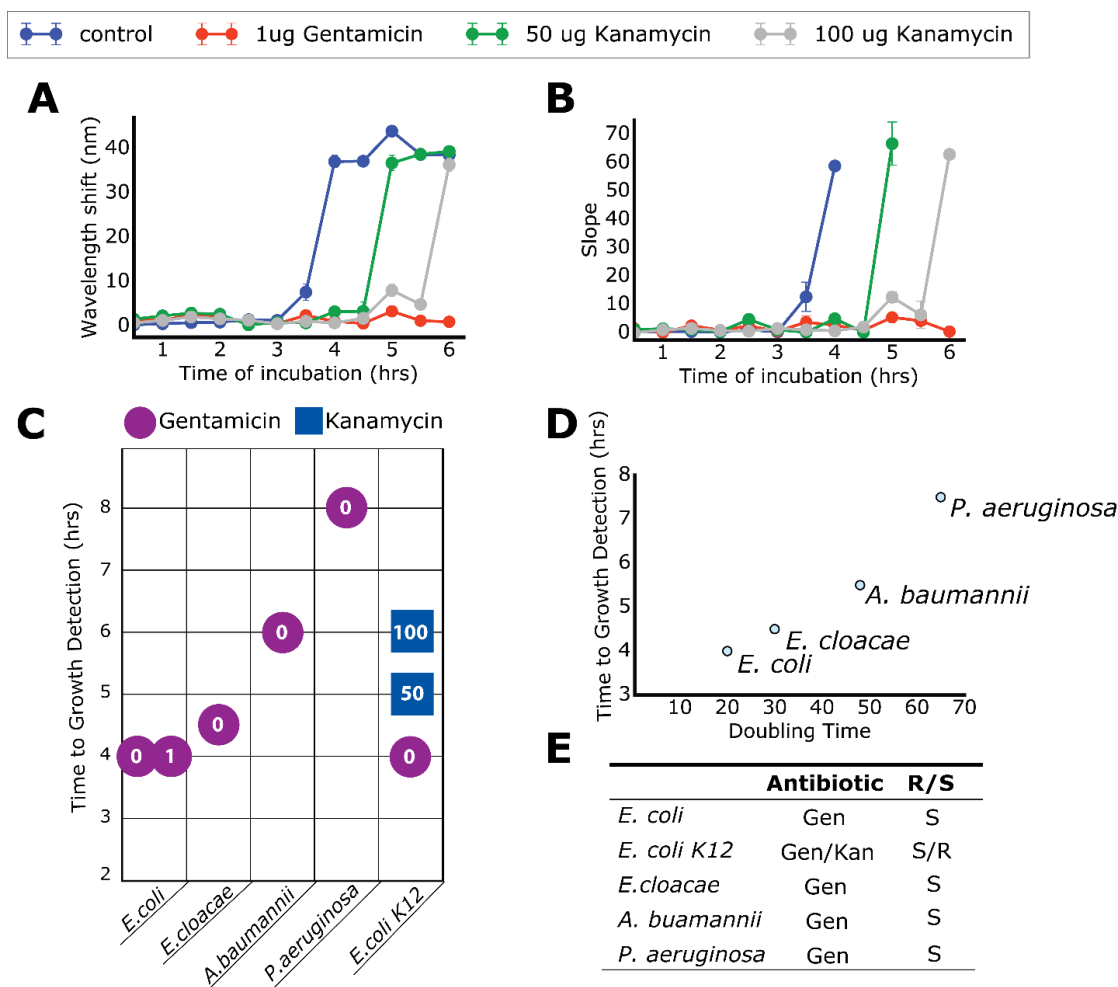 control 1ug Gentamicin 50 ug Kanamycin 100 ug Kanamycin
A
Wavelength shift (nm)
40
30
20
10
0
1 2 3 4 5 6
Time of incubation (hrs)
B
Slope
70
60
50
40
30
20
10
0
1 2 3 4 5 6
Time of incubation (hrs)
C
Gentamicin Kanamycin
Time to Growth Detection (hrs)
8
7
6
5
4
3
2
0
0
100
50
0
0 1
0
E.coli
E.cloacae
A.baumannii
P.aeruginosa
E.coli K12
D
Time to Growth Detection (hrs)
8
7
6
5
4
3
P. aeruginosa
A. baumannii
E. cloacae
E. coli
10 20 30 40 50 60 70
Doubling Time
E
Antibiotic R/S
E. coli Gen S
E. coli K12 Gen/Kan S/R
E.cloacae Gen S
A. buamannii Gen S
P. aeruginosa Gen S